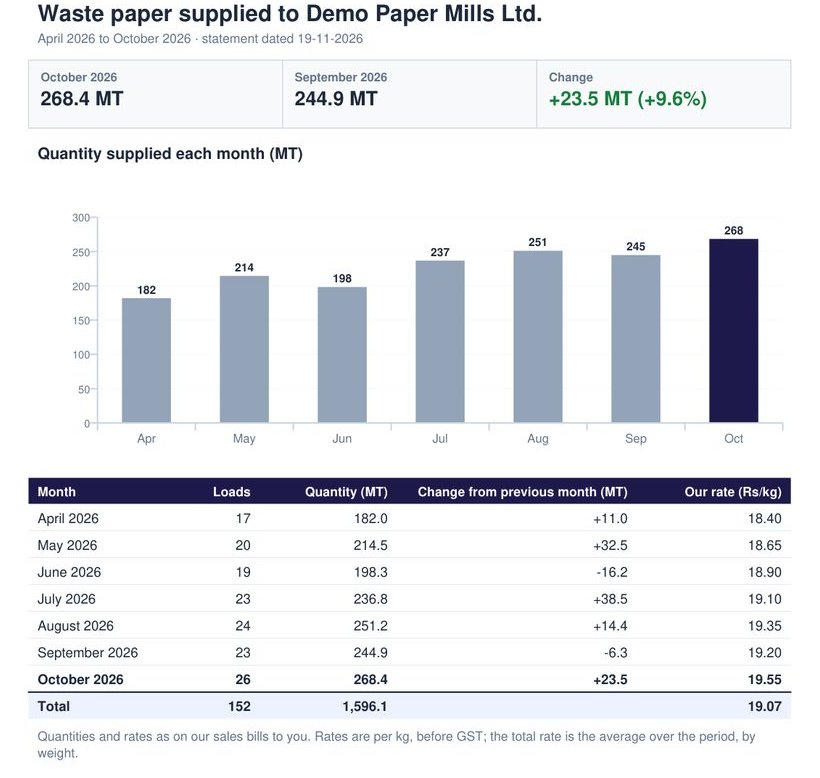 Waste paper supplied to Demo Paper Mills Ltd.
April 2026 to October 2026 · statement dated 19-11-2026
October 2026 September 2026 Change
268.4 MT 244.9 MT +23.5 MT (+9.6%)
Quantity supplied each month (MT)
300
250
200
150
100
50
0
182 214 198 237 251 245 268
Apr May Jun Jul Aug Sep Oct
Month Loads Quantity (MT) Change from previous month (MT) Our rate (Rs/kg)
April 2026 17 182.0 +11.0 18.40
May 2026 20 214.5 +32.5 18.65
June 2026 19 198.3 -16.2 18.90
July 2026 23 236.8 +38.5 19.10
August 2026 24 251.2 +14.4 19.35
September 2026 23 244.9 -6.3 19.20
October 2026 26 268.4 +23.5 19.55
Total 152 1,596.1 19.07
Quantities and rates as on our sales bills to you. Rates are per kg, before GST; the total rate is the average over the period, by
weight.